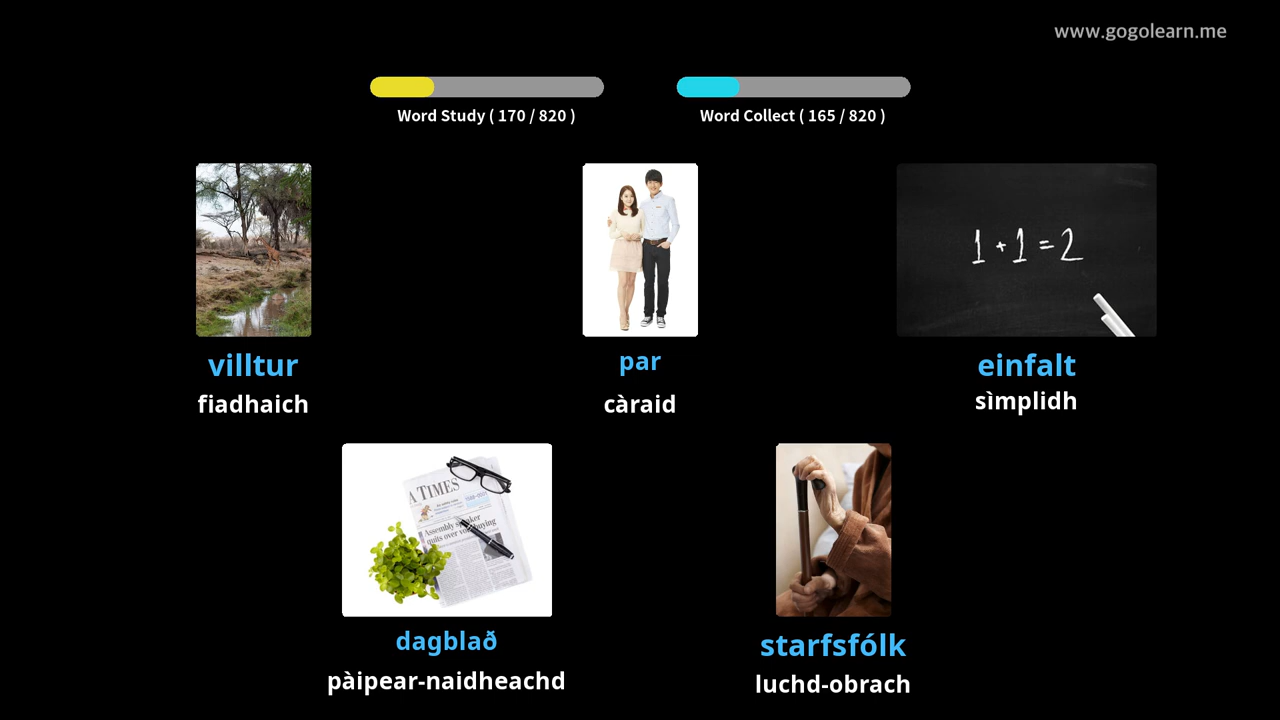 www.gogolearn.me
Word Study ( 170 / 820 )
Word Collect ( 165 / 820 )
1 + 1 = 2
villtur
fiadhaich
par
càraid
einfalt
sìmplidh
A TIMES
dagblað
pàipear-naidheachd
starfsfólk
luchd-obrach